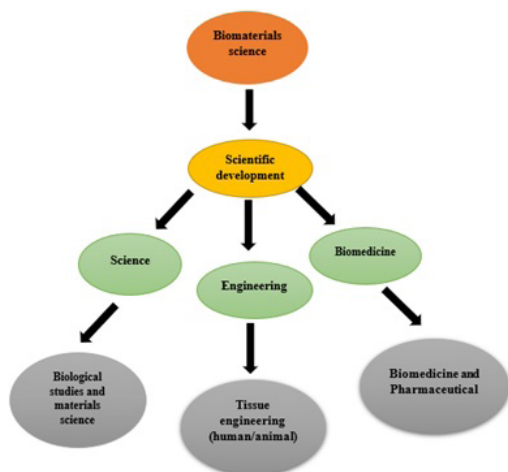 Biomaterials
science
Scientific
development
Science
Engineering
Biomedicine
Biological
studies and
materials
science
Tissue
engineering
(human/animal)
Biomedicine and
Pharmaceutical